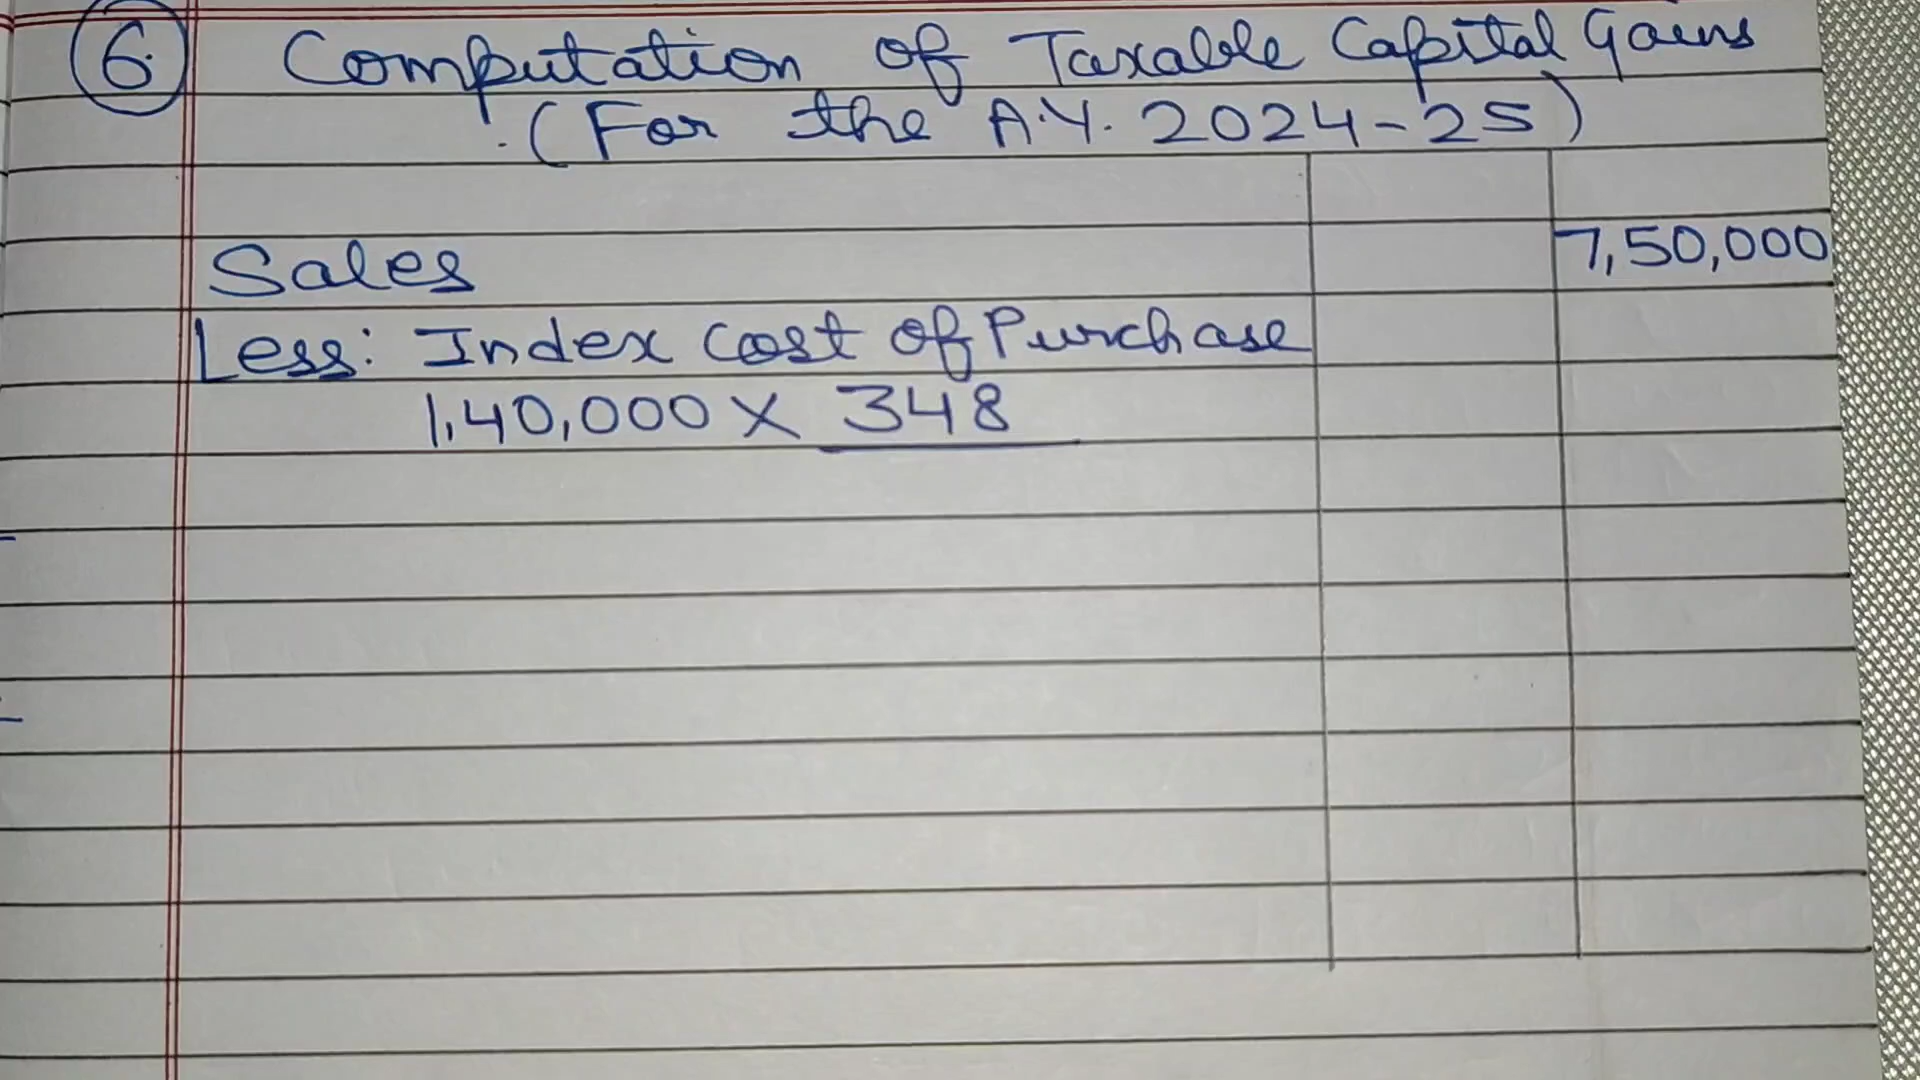 6. Computation of Taxable Capital Gains
(For the A.Y. 2024-25)
Sales 7,50,000
Less: Index cost of Purchase
1,40,000 X 348